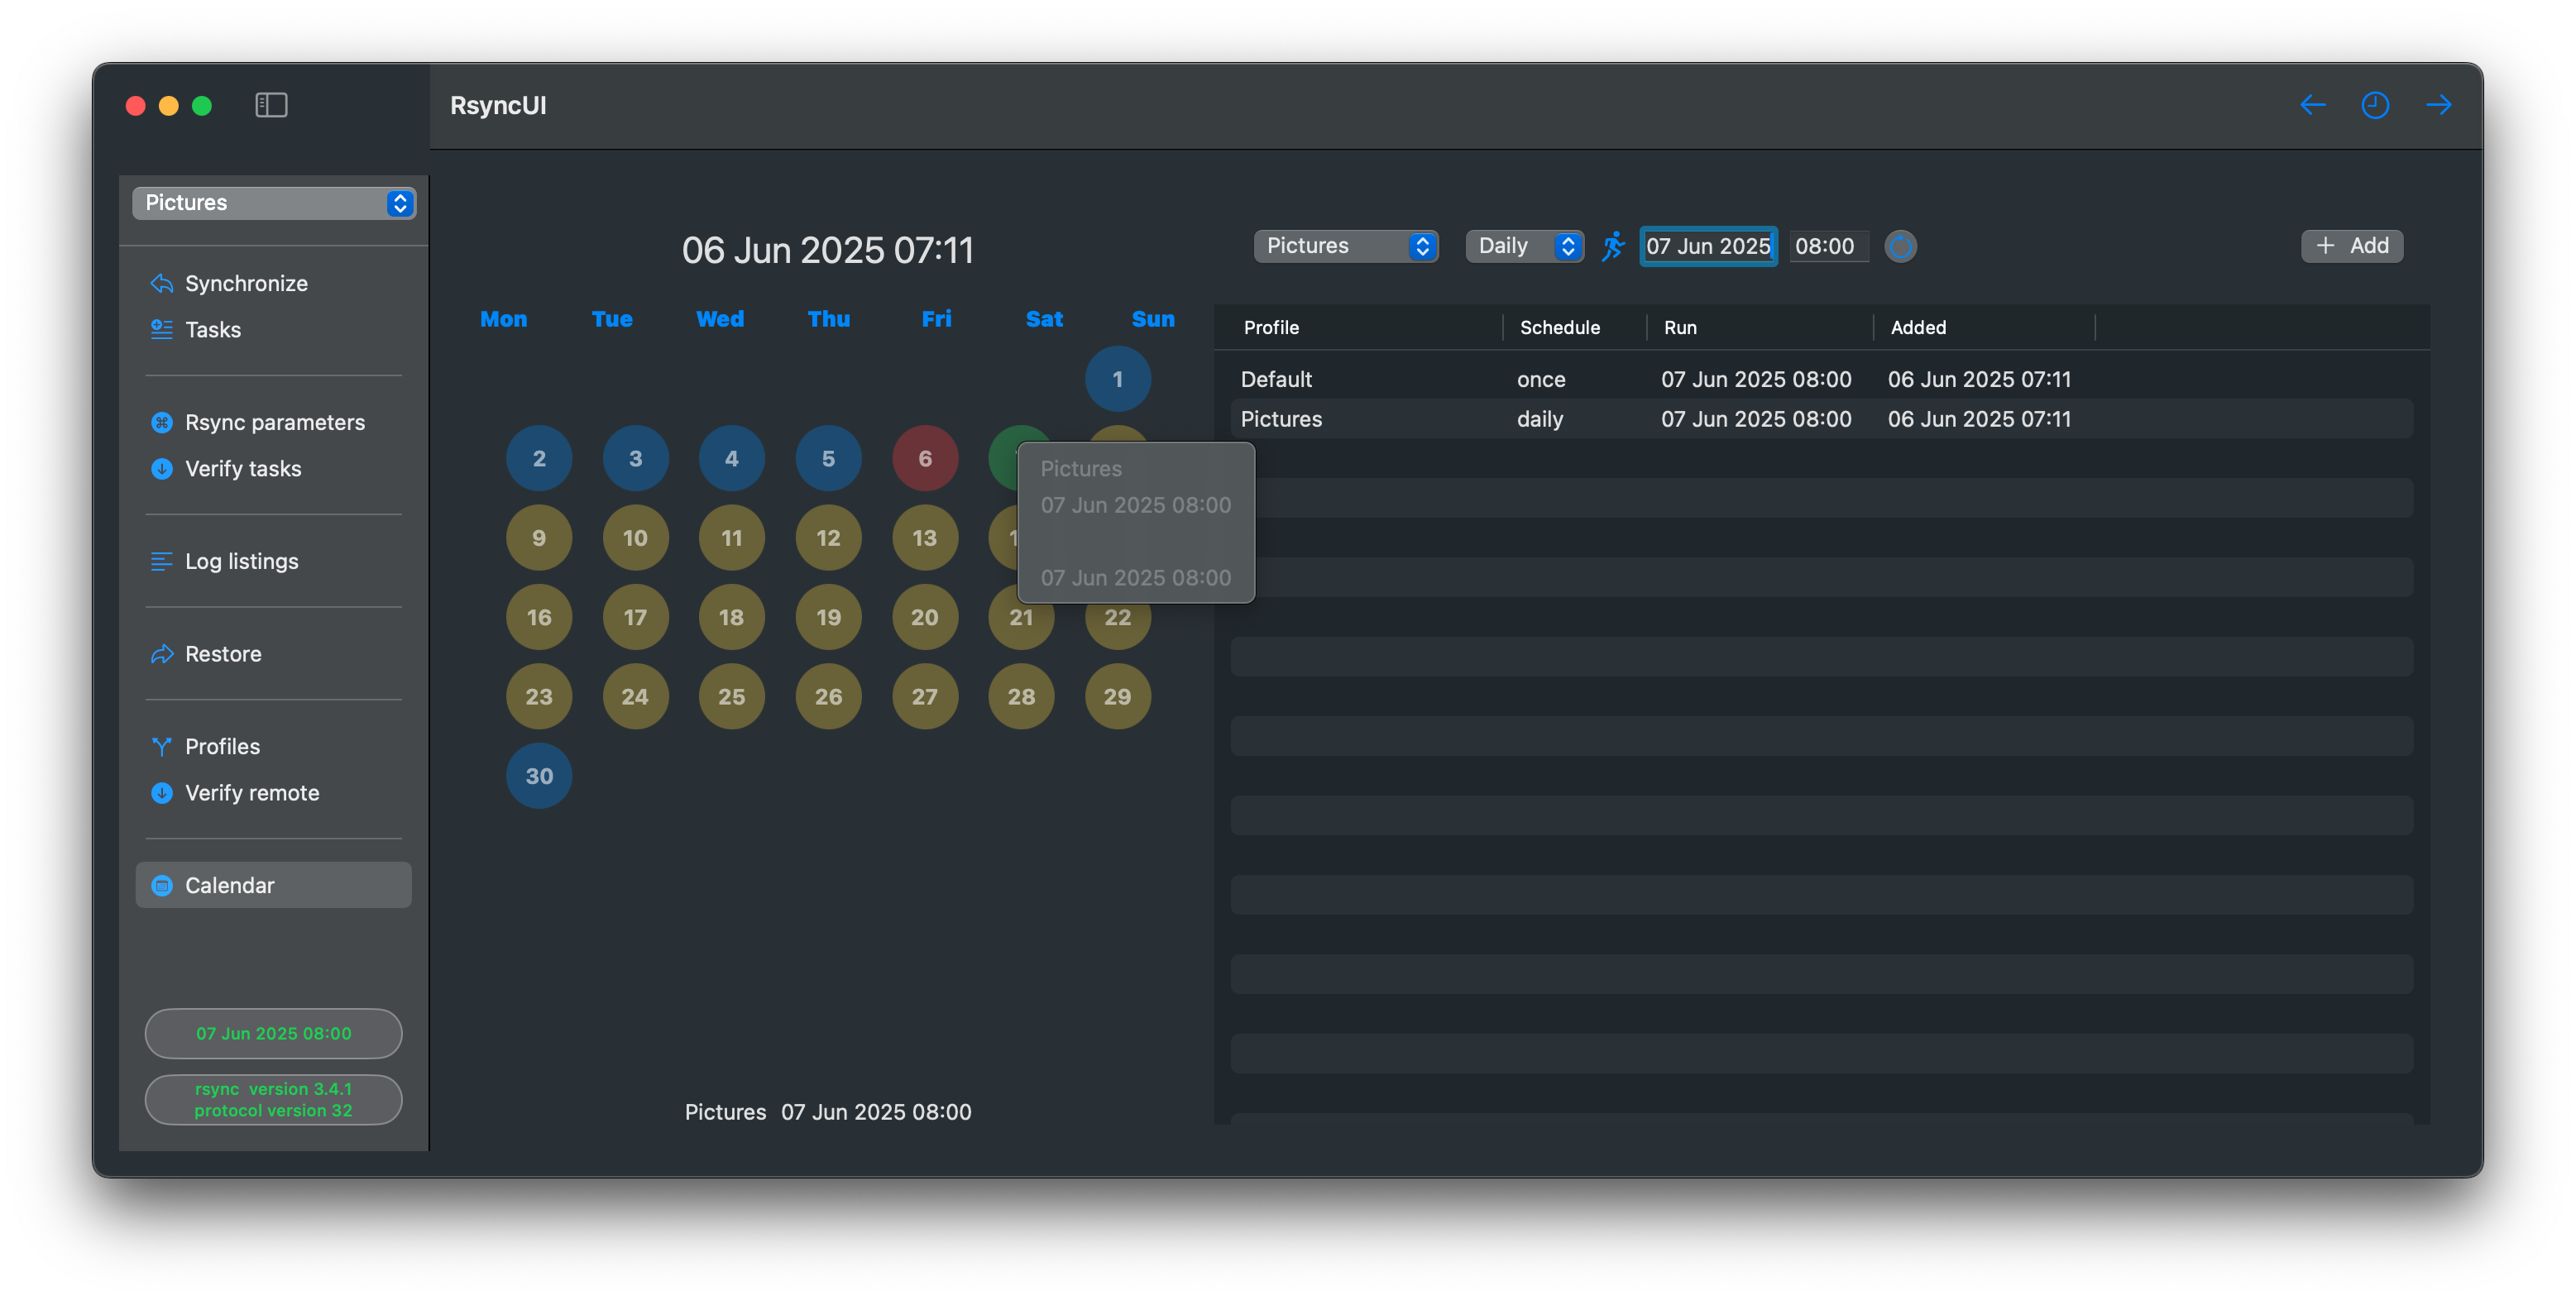 RsyncUI
Pictures
Synchronize
Tasks
Rsync parameters
Verify tasks
Log listings
Restore
Profiles
Verify remote
Calendar
07 Jun 2025 08:00
rsync  version 3.4.1
protocol version 32
06 Jun 2025 07:11
Mon Tue Wed Thu Fri Sat Sun
1
2 3 4 5 6
9 10 11 12 13
16 17 18 19 20 21 22
23 24 25 26 27 28 29
30
Pictures
07 Jun 2025 08:00
07 Jun 2025 08:00
Pictures 07 Jun 2025 08:00
Pictures Daily 07 Jun 2025 08:00 + Add
Profile Schedule Run Added
Default once 07 Jun 2025 08:00 06 Jun 2025 07:11
Pictures daily 07 Jun 2025 08:00 06 Jun 2025 07:11